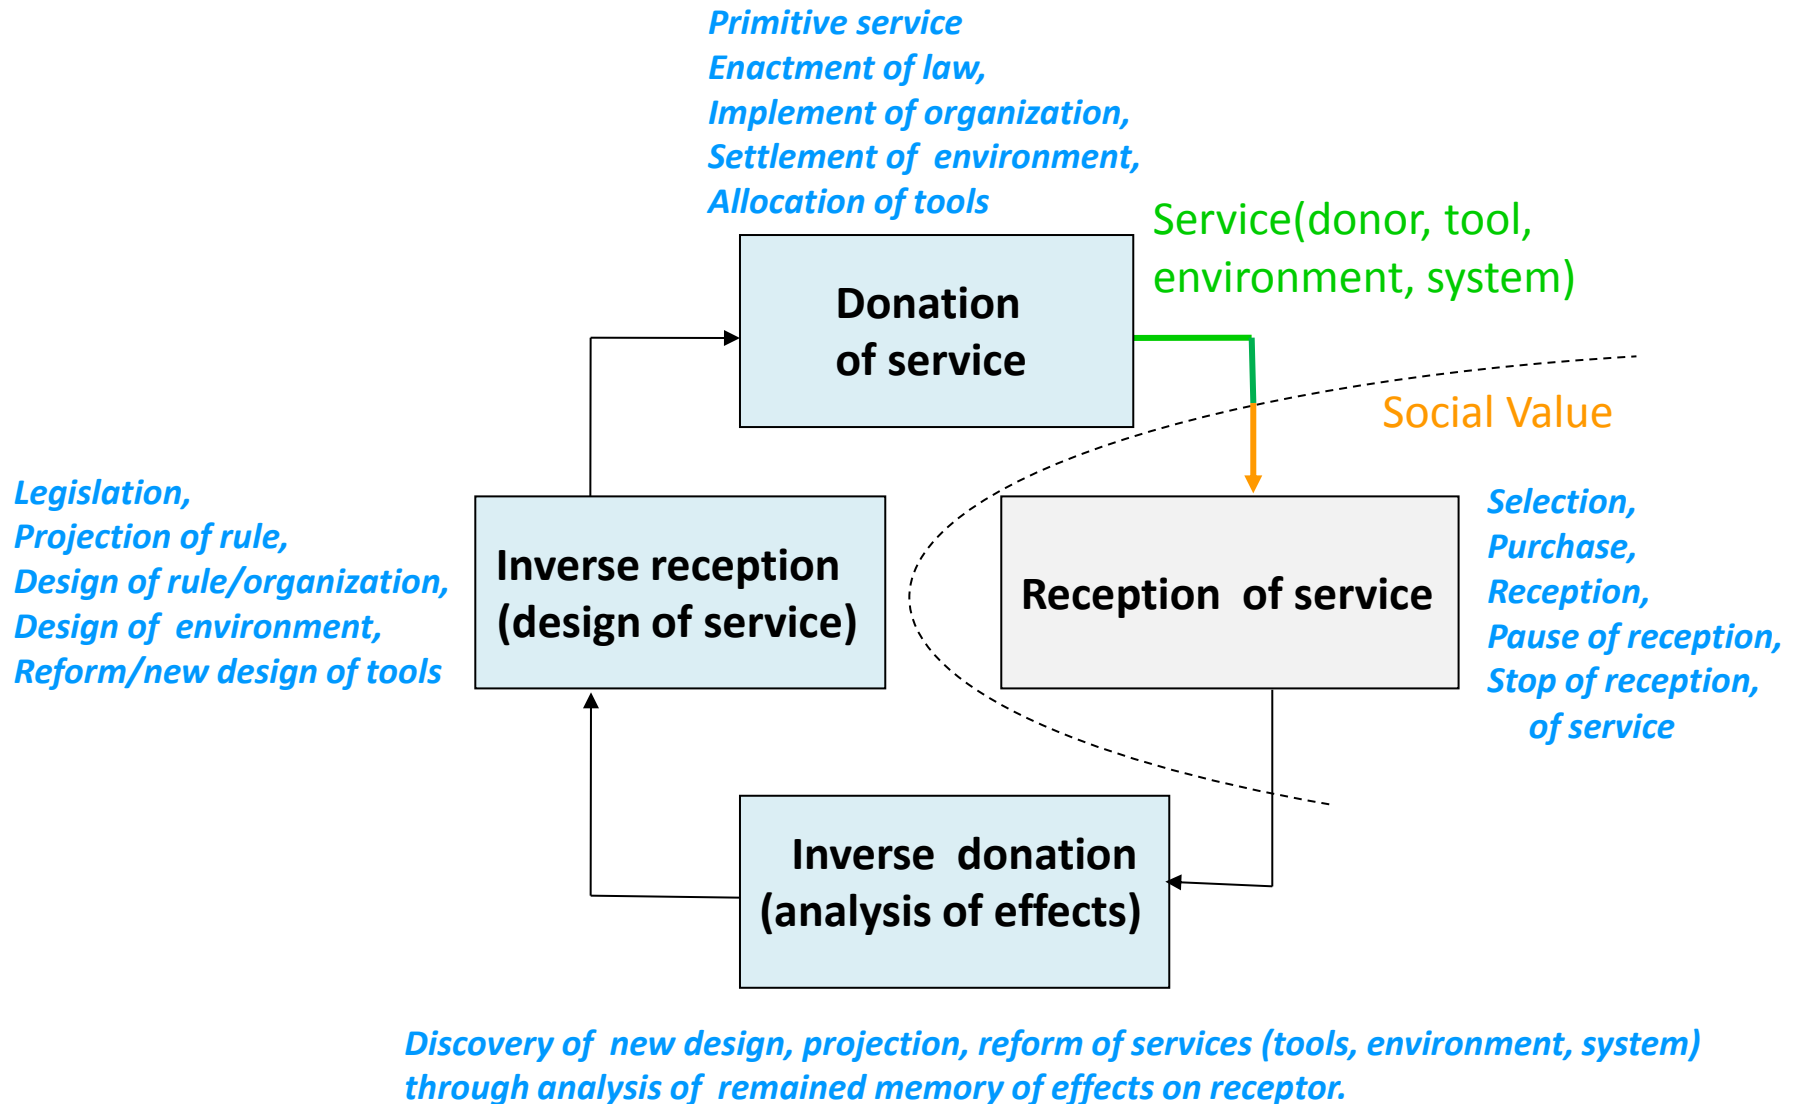 Primitive service
Enactment of law,
Implement of organization,
Settlement of environment,
Allocation of tools
Service(donor, tool,
environment, system)
Donation
of service
Social Value
Legislation,
Projection of rule,
Design of rule/organization,
Design of environment,
Reform/new design of tools
Inverse reception
(design of service)
Reception of service
Selection,
Purchase,
Reception,
Pause of reception,
Stop of reception,
of service
Inverse donation
(analysis of effects)
Discovery of new design, projection, reform of services (tools, environment, system)
through analysis of remained memory of effects on receptor.